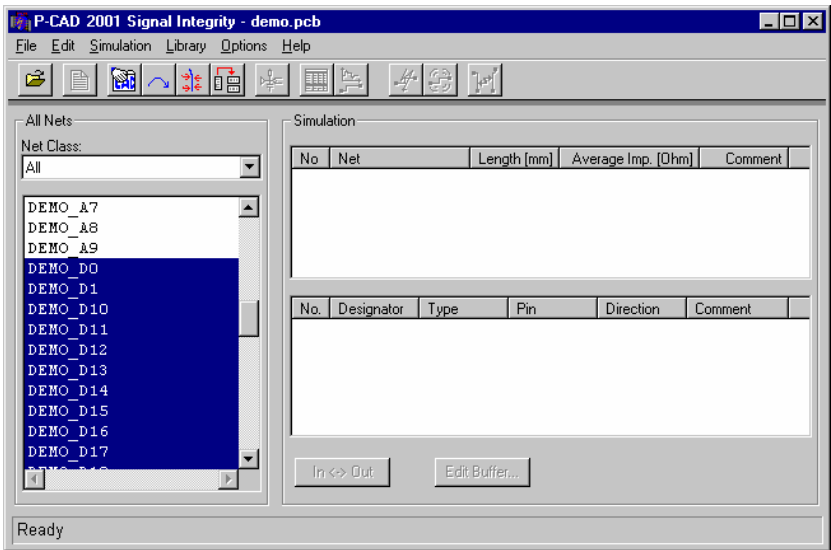 P-CAD 2001 Signal Integrity - demo.pcb
File Edit Simulation Library Options Help
CAD
All Nets
Net Class:
All
DEMO_A7
DEMO_A8
DEMO_A9
DEMO_D0
DEMO_D1
DEMO_D10
DEMO_D11
DEMO_D12
DEMO_D13
DEMO_D14
DEMO_D15
DEMO_D16
DEMO_D17
Simulation
No Net Length [mm] Average Imp. [Ohm] Comment
No. Designator Type Pin Direction Comment
In <-> Out Edit Buffer...
Ready